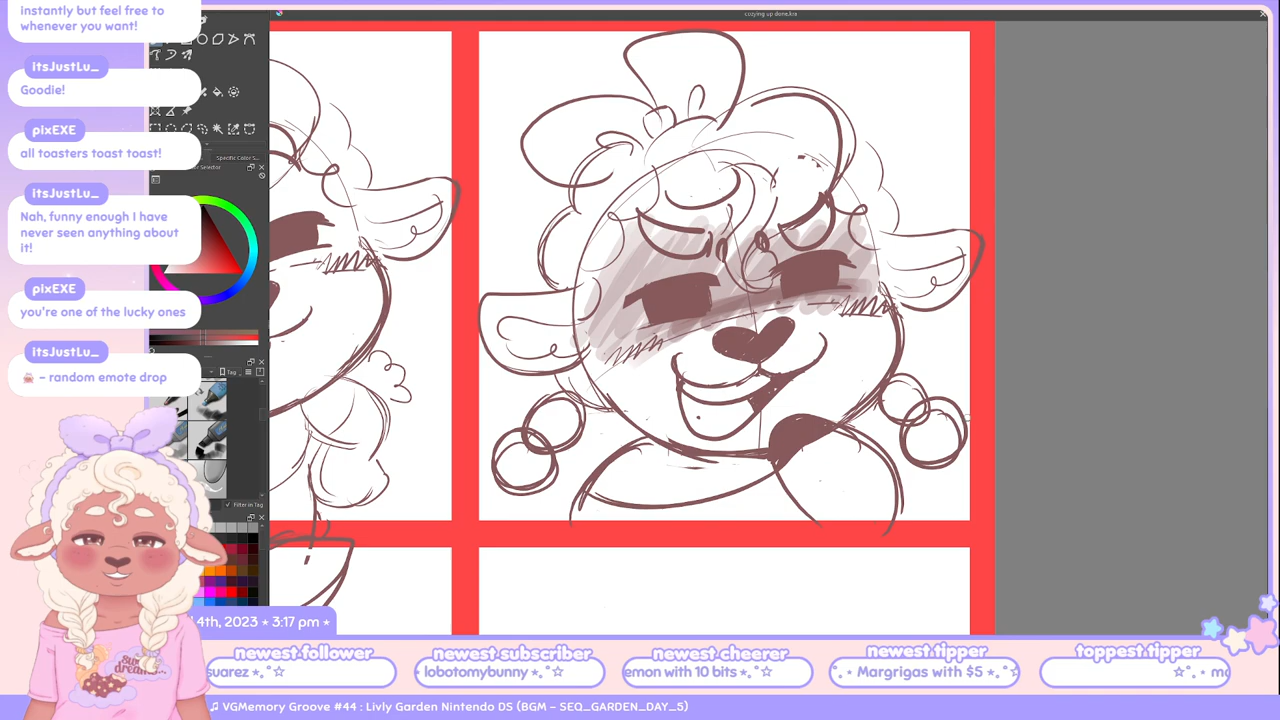 instantly but feel free to
whenever you want!
itsJustLu_
Goodie!
pixEXE
all toasters toast toast!
itsJustLu_
Nah, funny enough I have
never seen anything about
it!
pixEXE
you're one of the lucky ones
itsJustLu_
- random emote drop
cozying up done.kra
Specific Color S...
Selector
Tag
Filter in Tag
4th, 2023 ⋆ 3:17 pm ⋆
newest follower
suarez ⋆.˚☆
newest subscriber
lobotomybunny ⋆.˚☆
newest cheerer
emon with 10 bits ⋆.˚☆
newest tipper
Margrigas with $5 ⋆.˚☆
toppest tipper
♫ VGMemory Groove #44 : Livly Garden Nintendo DS (BGM - SEQ_GARDEN_DAY_5)